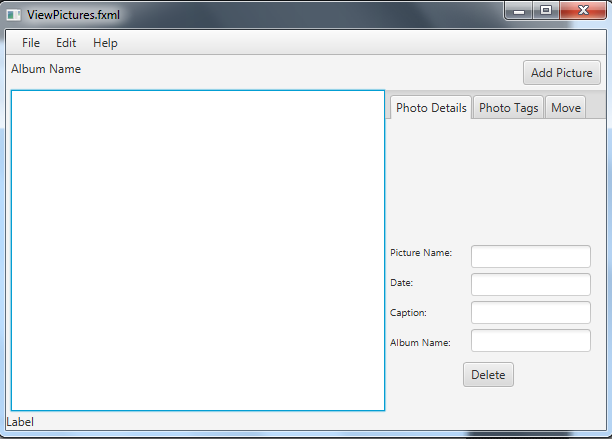 ViewPictures.fxml
File Edit Help
Album Name
Add Picture
Photo Details Photo Tags Move
Picture Name:
Date:
Caption:
Album Name:
Delete
Label